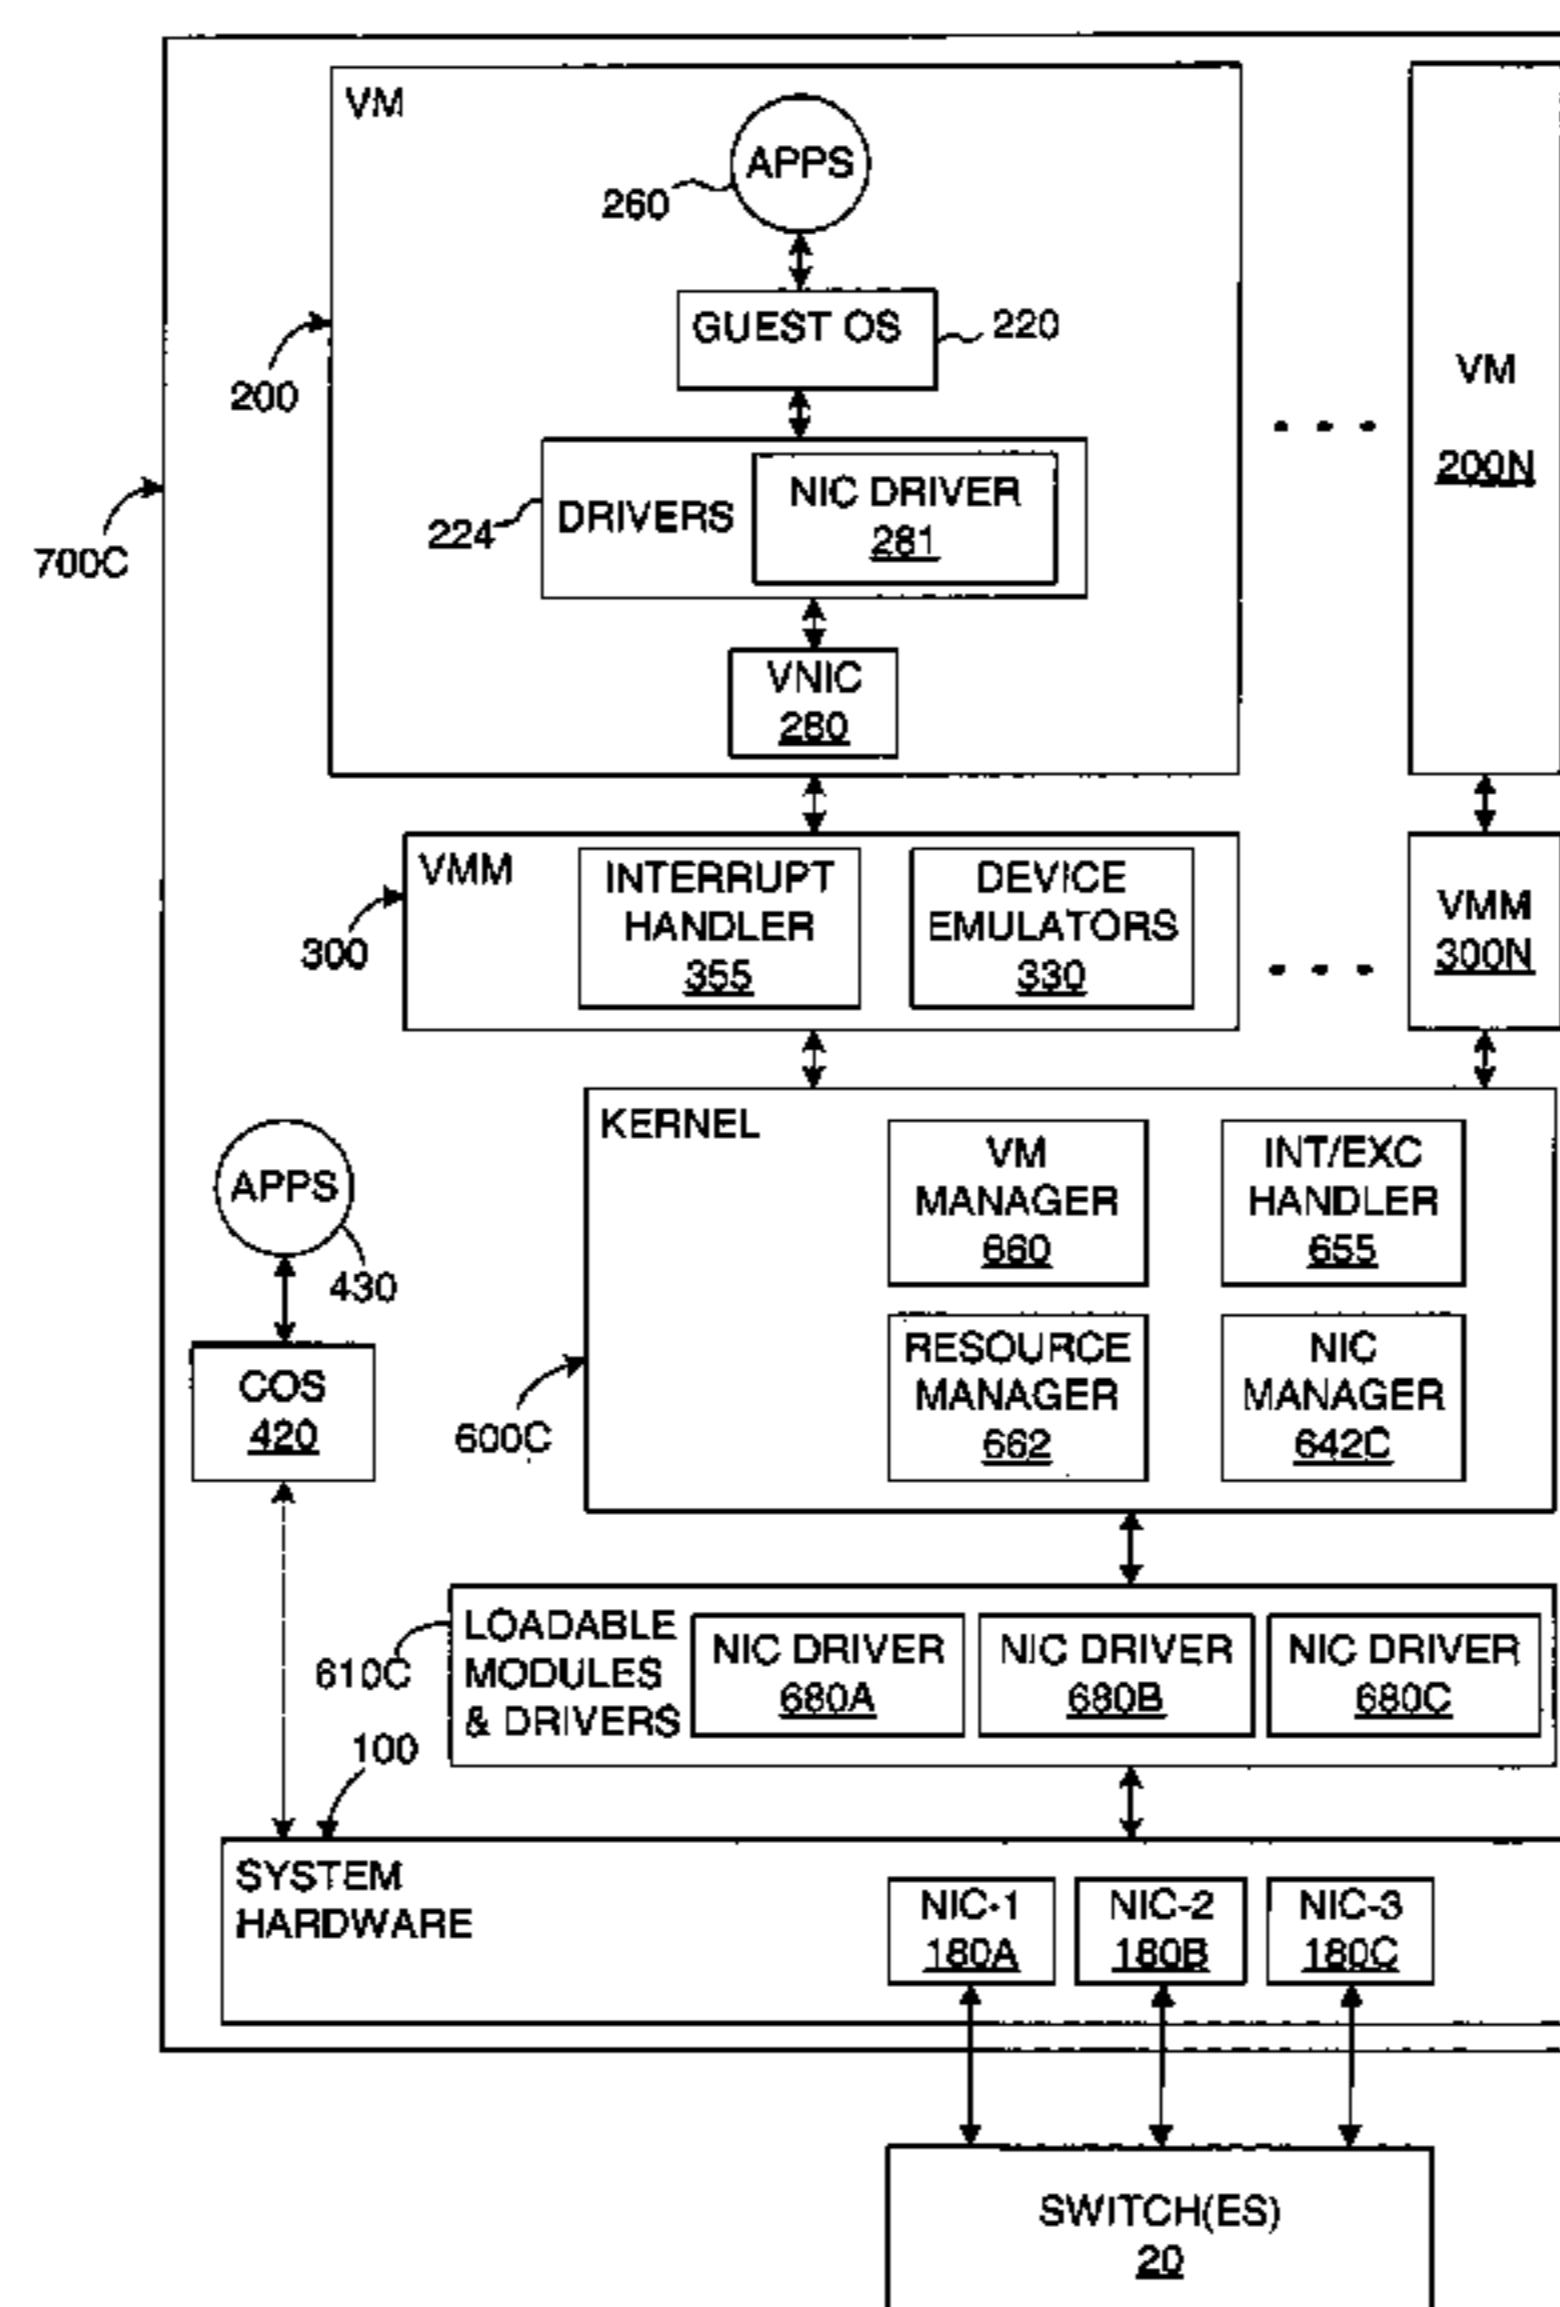 VM
APPS
260
GUEST OS
220
200
VM
200N
DRIVERS
NIC DRIVER
281
224
700C
VNIC
280
VMM
INTERRUPT
HANDLER
355
DEVICE
EMULATORS
330
300
VMM
300N
KERNEL
VM
MANAGER
660
INT/EXC
HANDLER
655
APPS
430
RESOURCE
MANAGER
662
NIC
MANAGER
642C
COS
420
600C
LOADABLE
MODULES
& DRIVERS
NIC DRIVER
680A
NIC DRIVER
680B
NIC DRIVER
680C
610C
100
SYSTEM
HARDWARE
NIC-1
180A
NIC-2
180B
NIC-3
180C
SWITCH(ES)
20